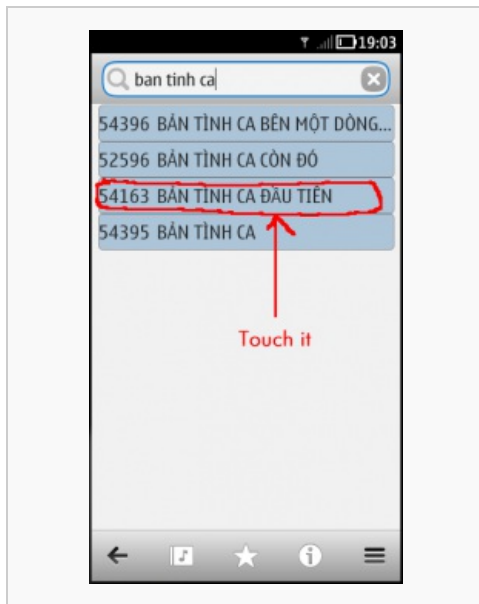 19:03
ban tinh ca
54396 BẢN TÌNH CA BÊN MỘT DÒNG...
52596 BẢN TÌNH CA CÒN ĐÓ
54163 BẢN TÌNH CA ĐẦU TIÊN
54395 BẢN TÌNH CA
Touch it